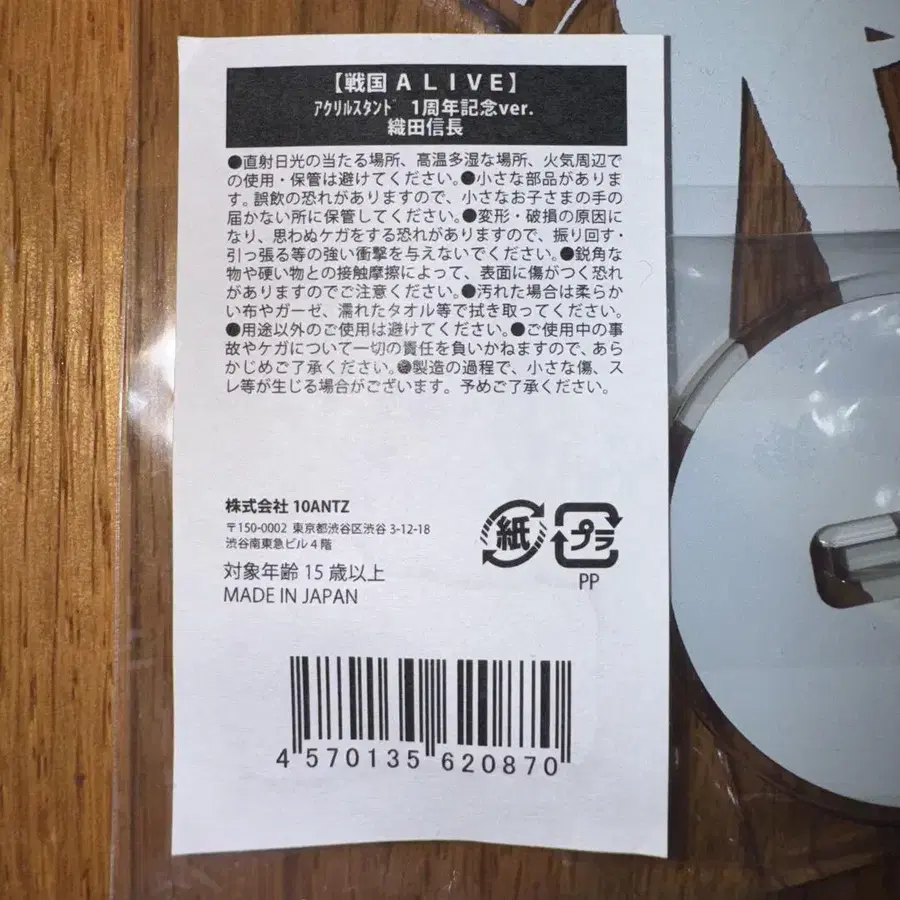 【戦国ALIVE】
アクリルスタンド 1周年記念ver.
織田信長
●直射日光の当たる場所、高温多湿な場所、火気周辺で
の使用・保管は避けてください。●小さな部品がありま
す。誤飲の恐れがありますので、小さなお子さまの手の
届かない所に保管してください。●変形・破損の原因に
なり、思わぬケガをする恐れがありますので、振り回す・
引っ張る等の強い衝撃を与えないでください。●鋭角な
物や硬い物との接触摩擦によって、表面に傷がつく恐れ
がありますのでご注意ください。●汚れた場合は柔らか
い布やガーゼ、濡れたタオル等で拭き取ってください。
●用途以外のご使用は避けてください。●ご使用中の事
故やケガについて一切の責任を負いかねますので、あら
かじめご了承ください。●製造の過程で、小さな傷、ス
レ等が生じる場合がございます。予めご了承ください。
株式会社 10ANTZ
〒150-0002 東京都渋谷区渋谷 3-12-18
渋谷南東急ビル4階
対象年齢 15歳以上
MADE IN JAPAN
紙
プラ
PP
4 570135 620870